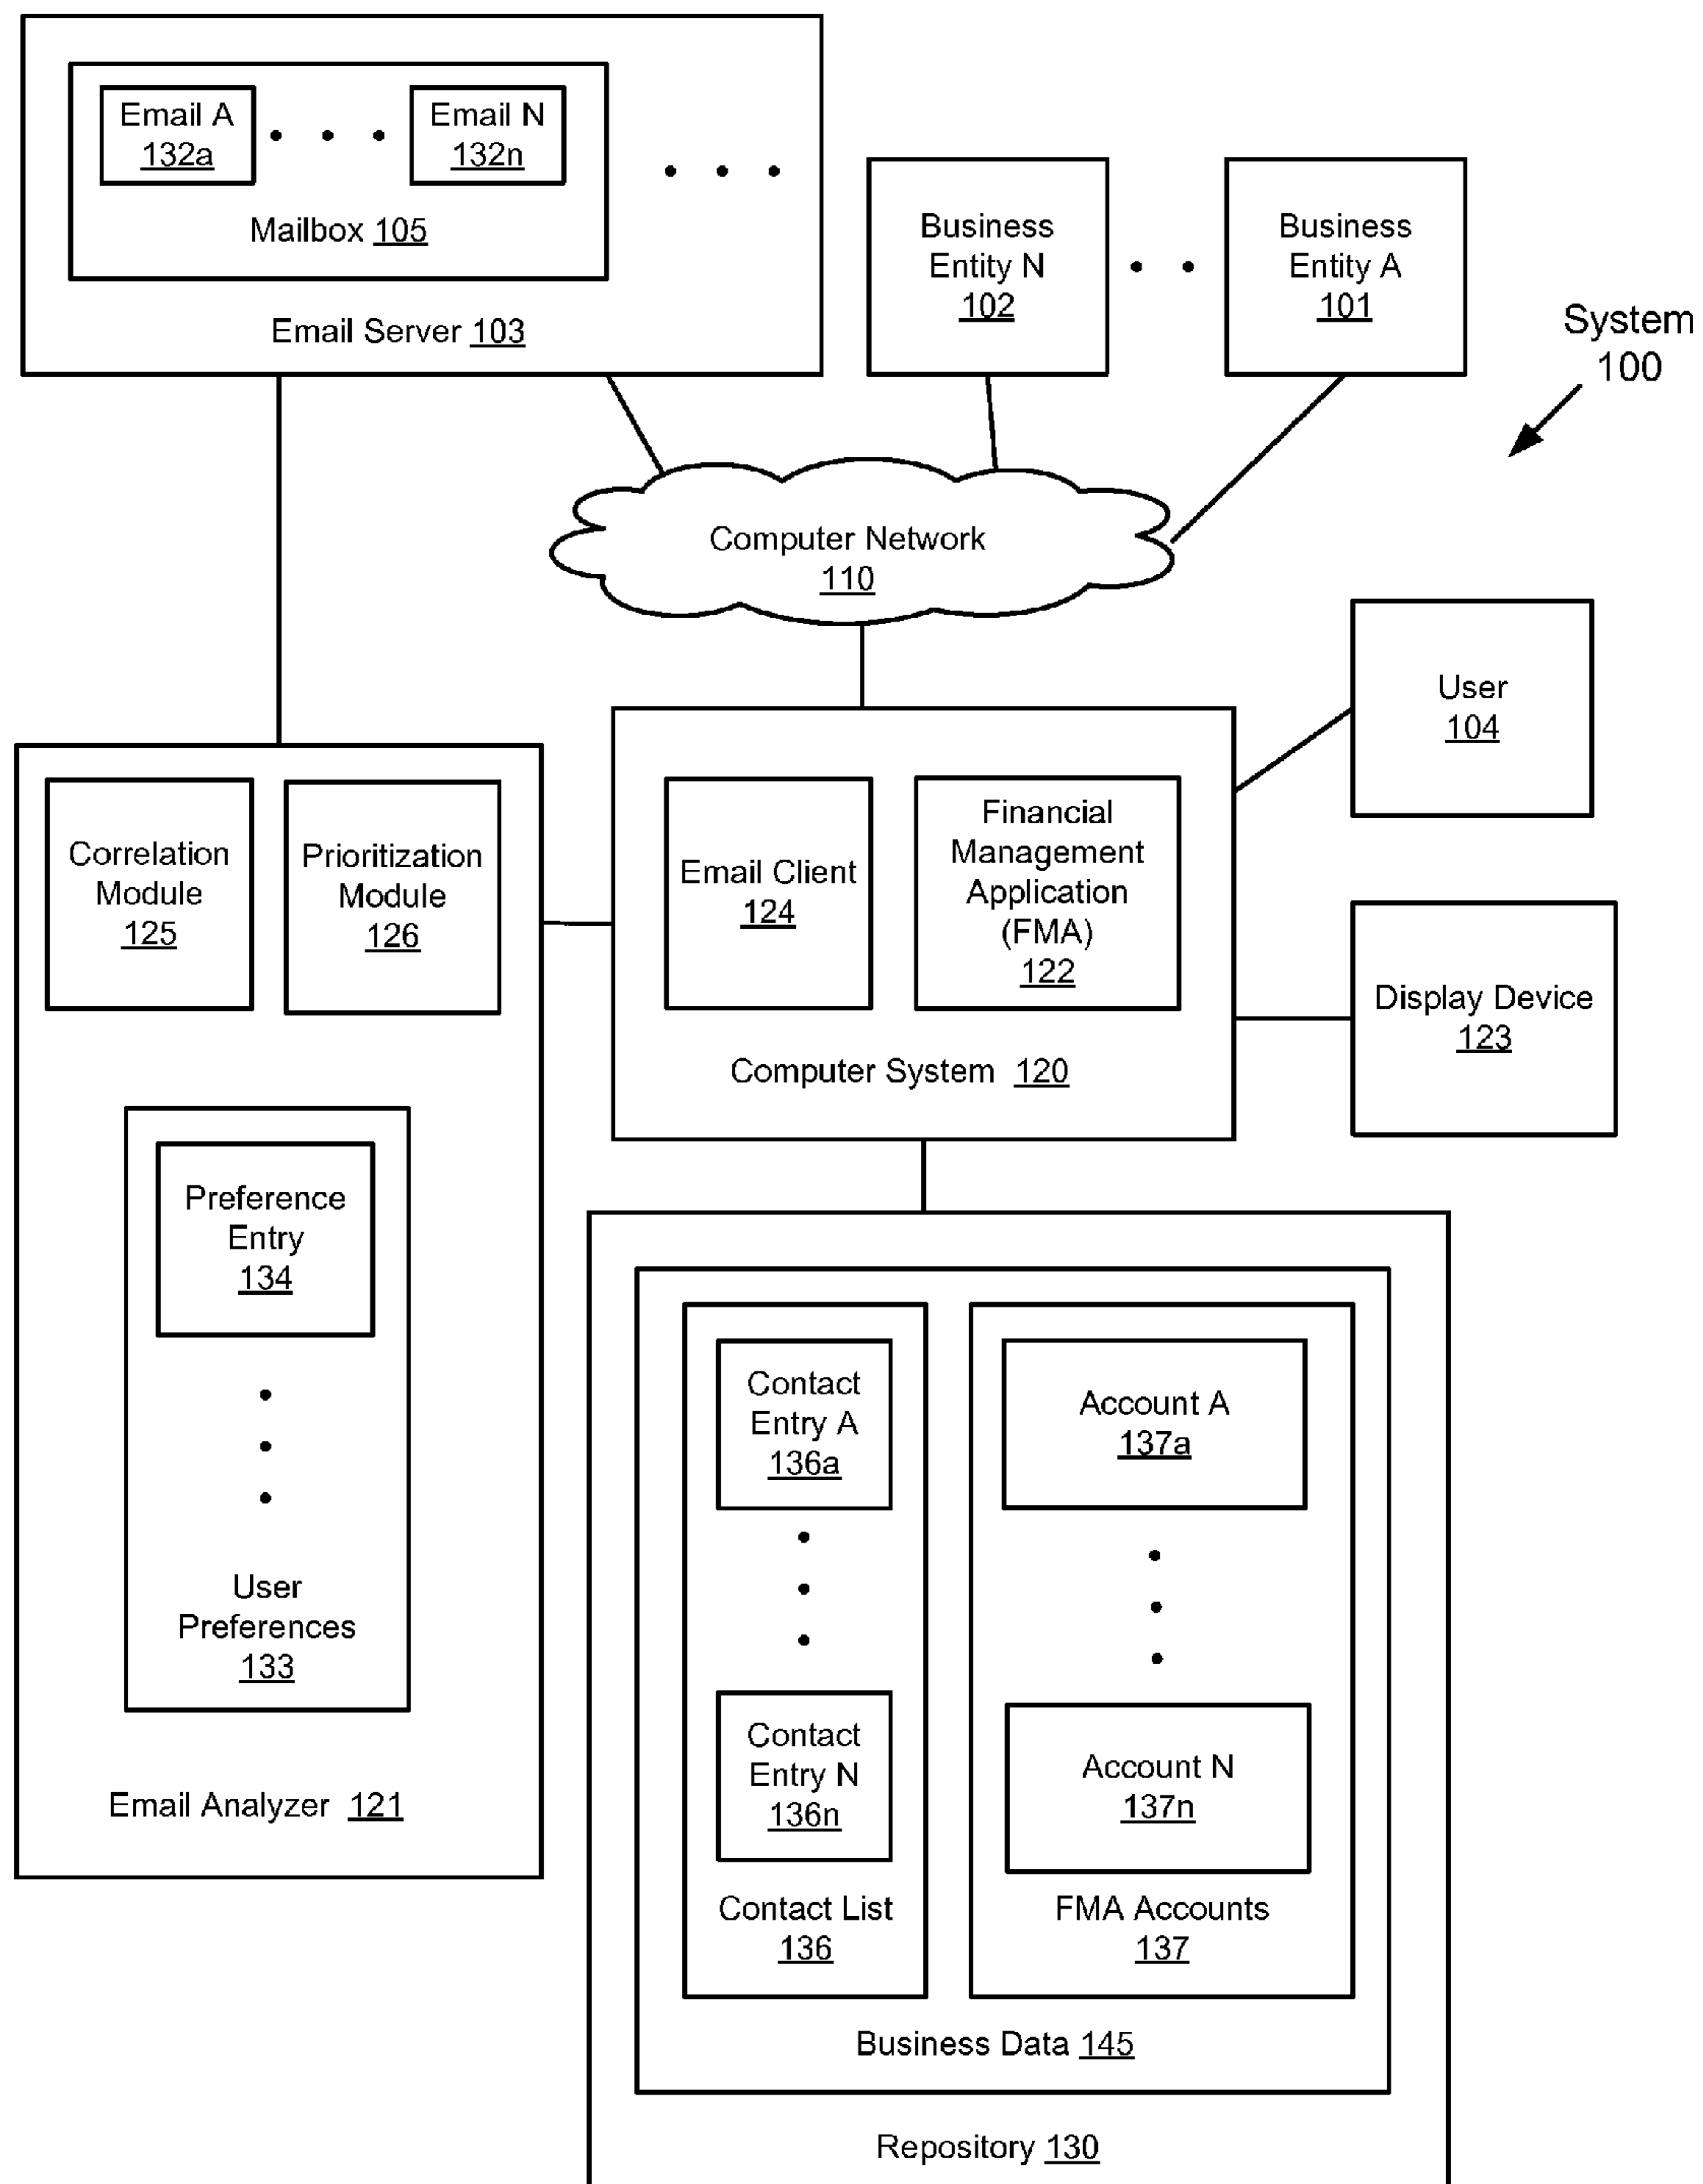 Email A
132a
Email N
132n
Mailbox 105
Email Server 103
Business
Entity N
102
Business
Entity A
101
System
100
Computer Network
110
User
104
Correlation
Module
125
Prioritization
Module
126
Email Client
124
Financial
Management
Application
(FMA)
122
Computer System 120
Display Device
123
Preference
Entry
134
User
Preferences
133
Email Analyzer 121
Contact
Entry A
136a
Contact
Entry N
136n
Contact List
136
Account A
137a
Account N
137n
FMA Accounts
137
Business Data 145
Repository 130